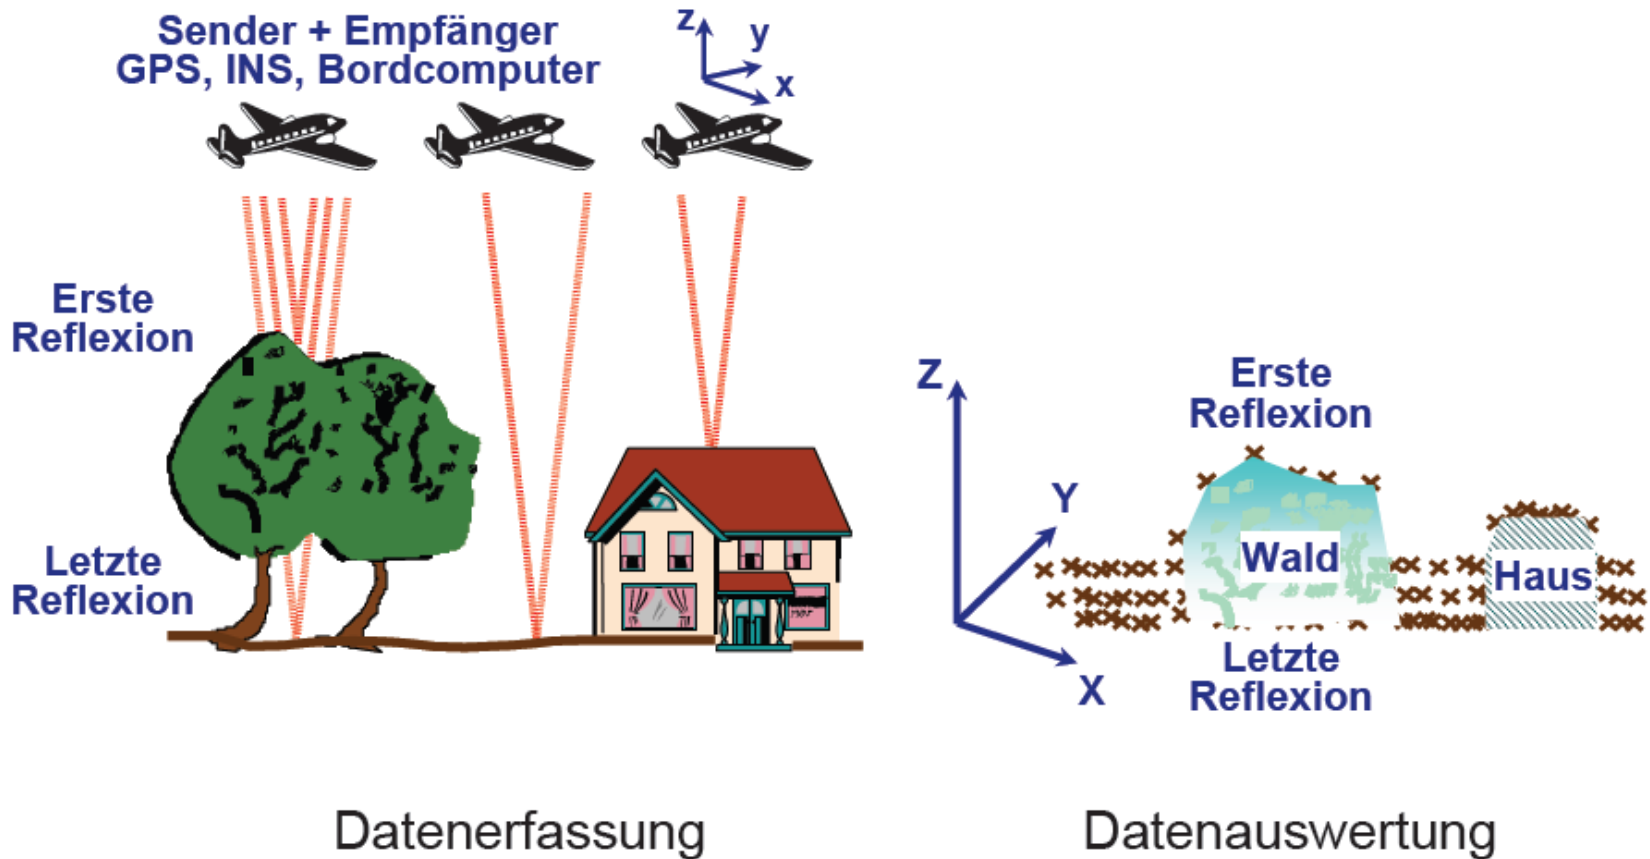 Sender + Empfänger
GPS, INS, Bordcomputer
z
y
x
Erste
Reflexion
Letzte
Reflexion
Z
Y
X
Erste
Reflexion
Wald
Haus
Letzte
Reflexion
Datenerfassung
Datenauswertung